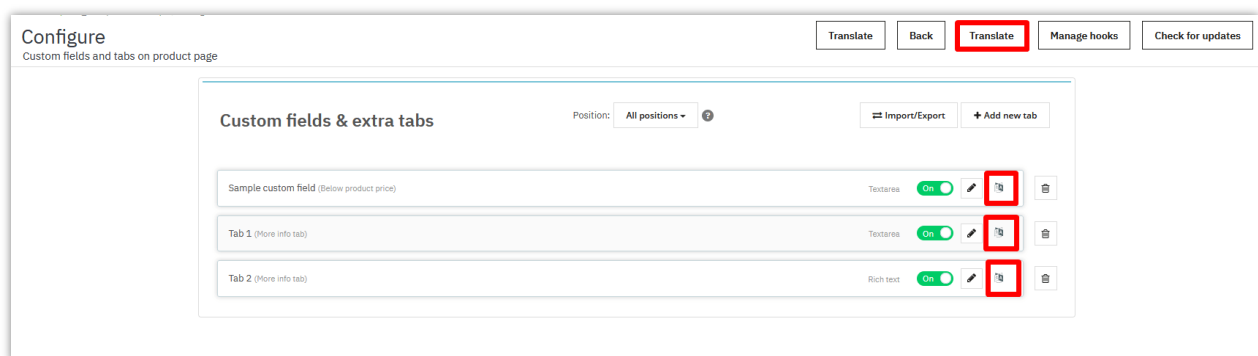 Configure
Custom fields and tabs on product page
Translate Back Translate Manage hooks Check for updates
Custom fields & extra tabs
Position: All positions ?
Import/Export + Add new tab
Sample custom field (Below product price) Textarea On
Tab 1 (More info tab) Textarea On
Tab 2 (More info tab) Rich text On